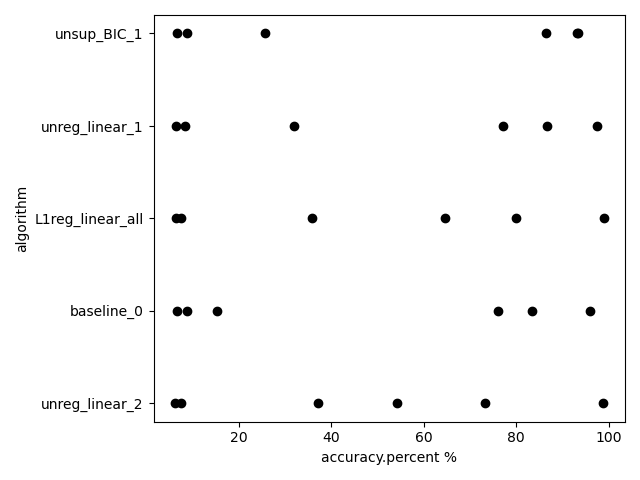 unsup_BIC_1
unreg_linear_1
L1reg_linear_all
baseline_0
unreg_linear_2
algorithm
20 40 60 80 100
accuracy.percent %